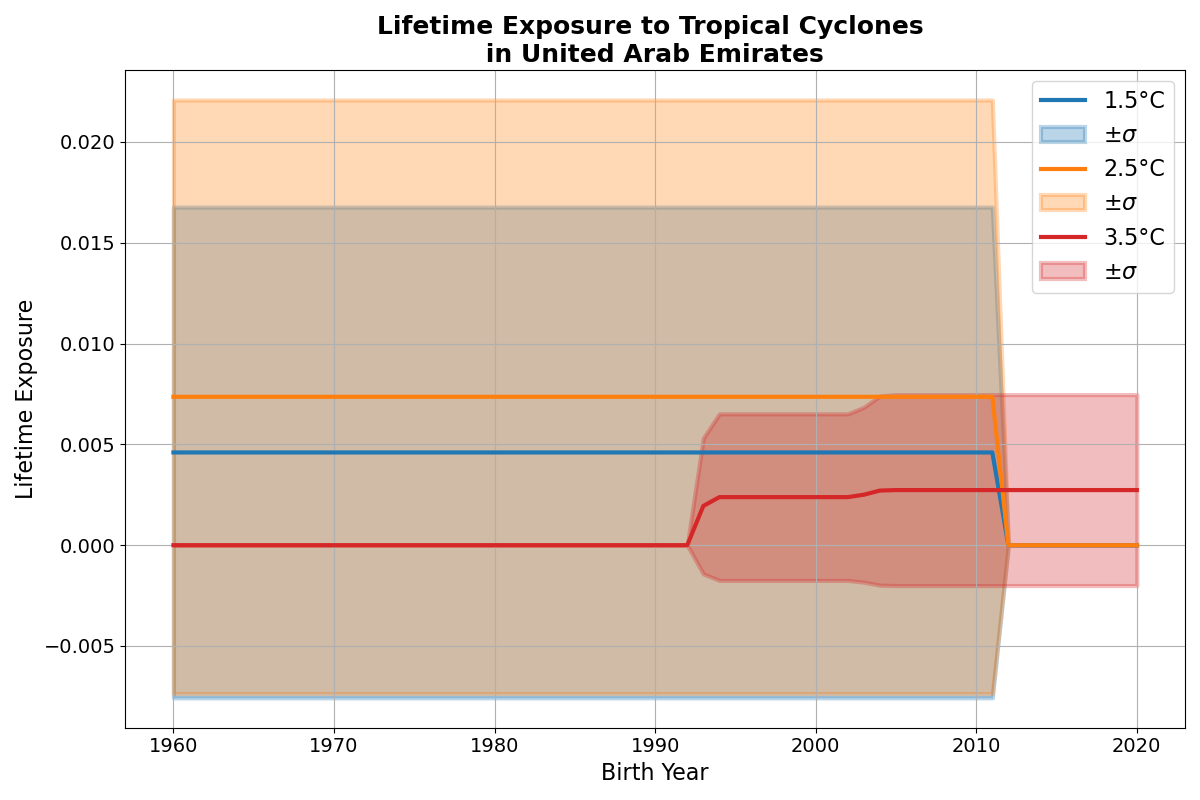 Lifetime Exposure to Tropical Cyclones
in United Arab Emirates
1.5°C
±σ
2.5°C
±σ
3.5°C
±σ
Lifetime Exposure
0.020
0.015
0.010
0.005
0.000
−0.005
1960 1970 1980 1990 2000 2010 2020
Birth Year